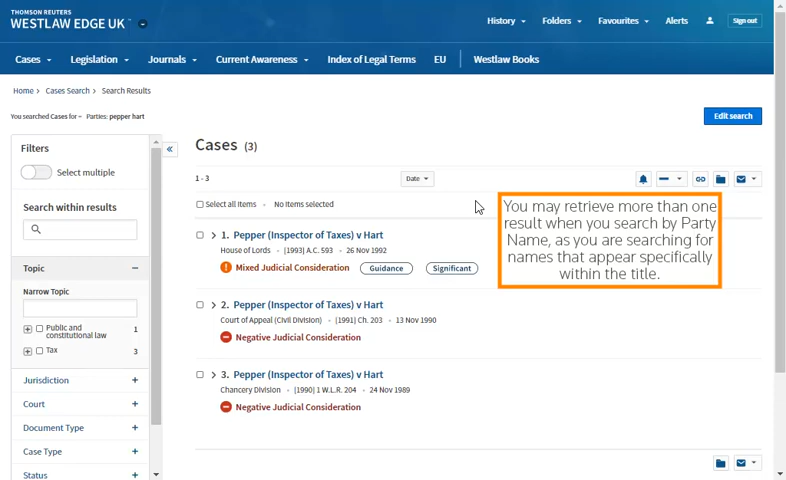 THOMSON REUTERS
WESTLAW EDGE UK™
History Folders Favourites Alerts Sign out
Cases Legislation Journals Current Awareness Index of Legal Terms EU Westlaw Books
Home > Cases Search > Search Results
You searched Cases for – Parties: pepper hart
Edit search
Filters
Select multiple
Search within results
Topic
Narrow Topic
Public and
constitutional law 1
Tax 3
Jurisdiction +
Court +
Document Type +
Case Type +
Status +
Cases (3)
1 - 3
Date
Select all Items No Items selected
You may retrieve more than one
result when you search by Party
Name, as you are searching for
names that appear specifically
within the title.
1. Pepper (Inspector of Taxes) v Hart
House of Lords • [1993] A.C. 593 • 26 Nov 1992
Mixed Judicial Consideration Guidance Significant
2. Pepper (Inspector of Taxes) v Hart
Court of Appeal (Civil Division) • [1991] Ch. 203 • 13 Nov 1990
Negative Judicial Consideration
3. Pepper (Inspector of Taxes) v Hart
Chancery Division • [1990] 1 W.L.R. 204 • 24 Nov 1989
Negative Judicial Consideration